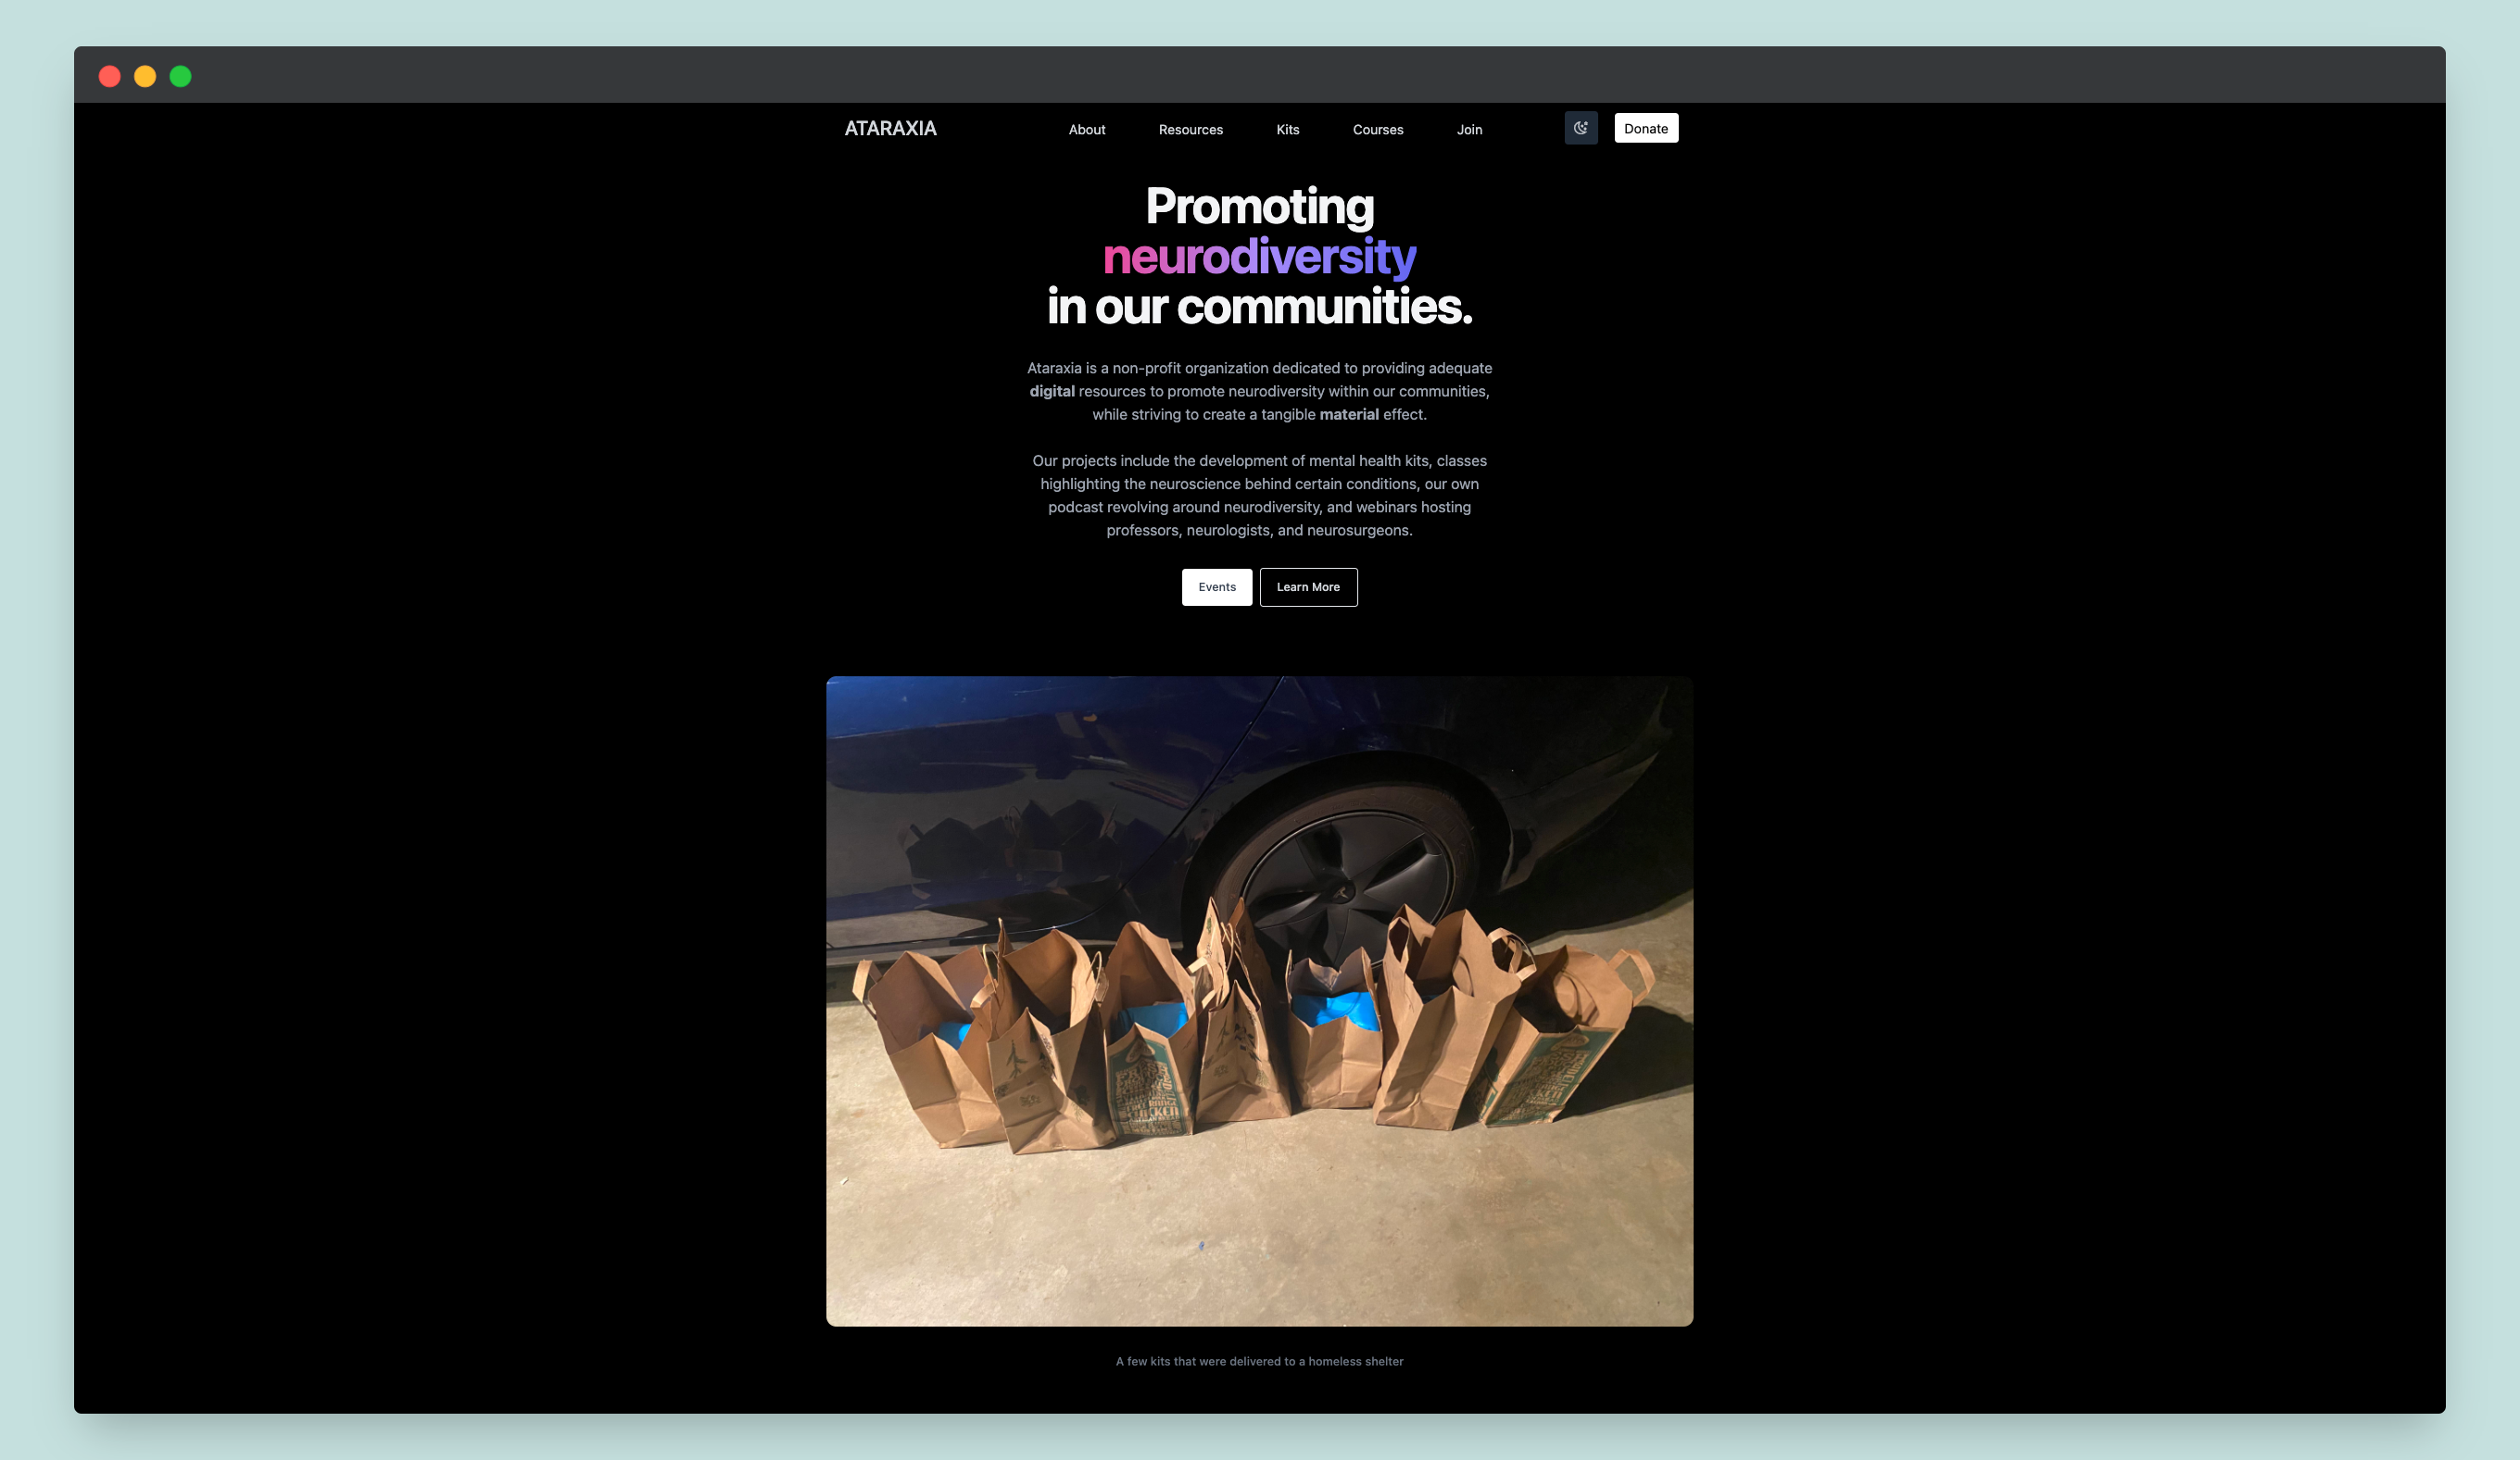 ATARAXIA
About
Resources
Kits
Courses
Join
Donate
Promoting
neurodiversity
in our communities.
Ataraxia is a non-profit organization dedicated to providing adequate
digital resources to promote neurodiversity within our communities,
while striving to create a tangible material effect.
Our projects include the development of mental health kits, classes
highlighting the neuroscience behind certain conditions, our own
podcast revolving around neurodiversity, and webinars hosting
professors, neurologists, and neurosurgeons.
Events
Learn More
A few kits that were delivered to a homeless shelter